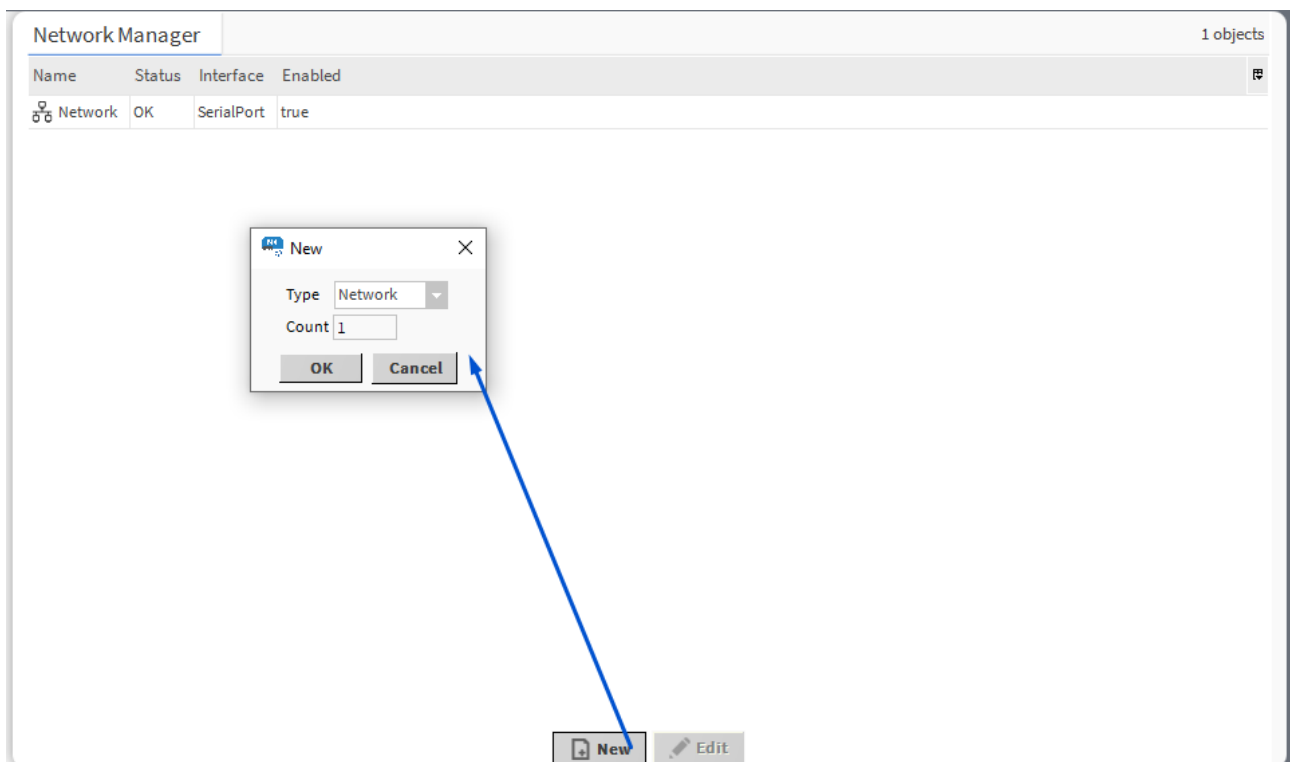 Network Manager 1 objects
Name Status Interface Enabled
Network OK SerialPort true
New
Type Network
Count 1
OK Cancel
New Edit